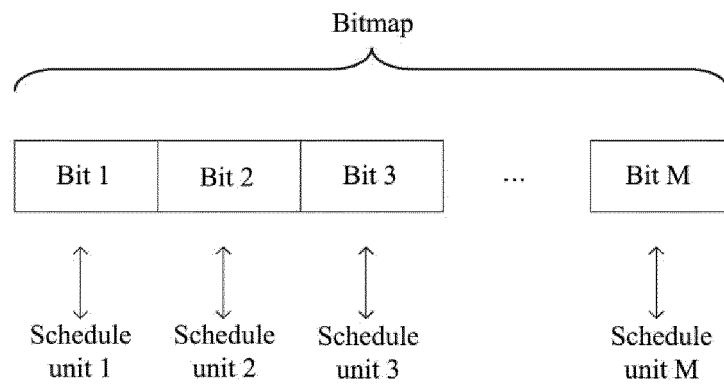 Bitmap
Bit 1 Bit 2 Bit 3 ... Bit M
Schedule unit 1
Schedule unit 2
Schedule unit 3
Schedule unit M